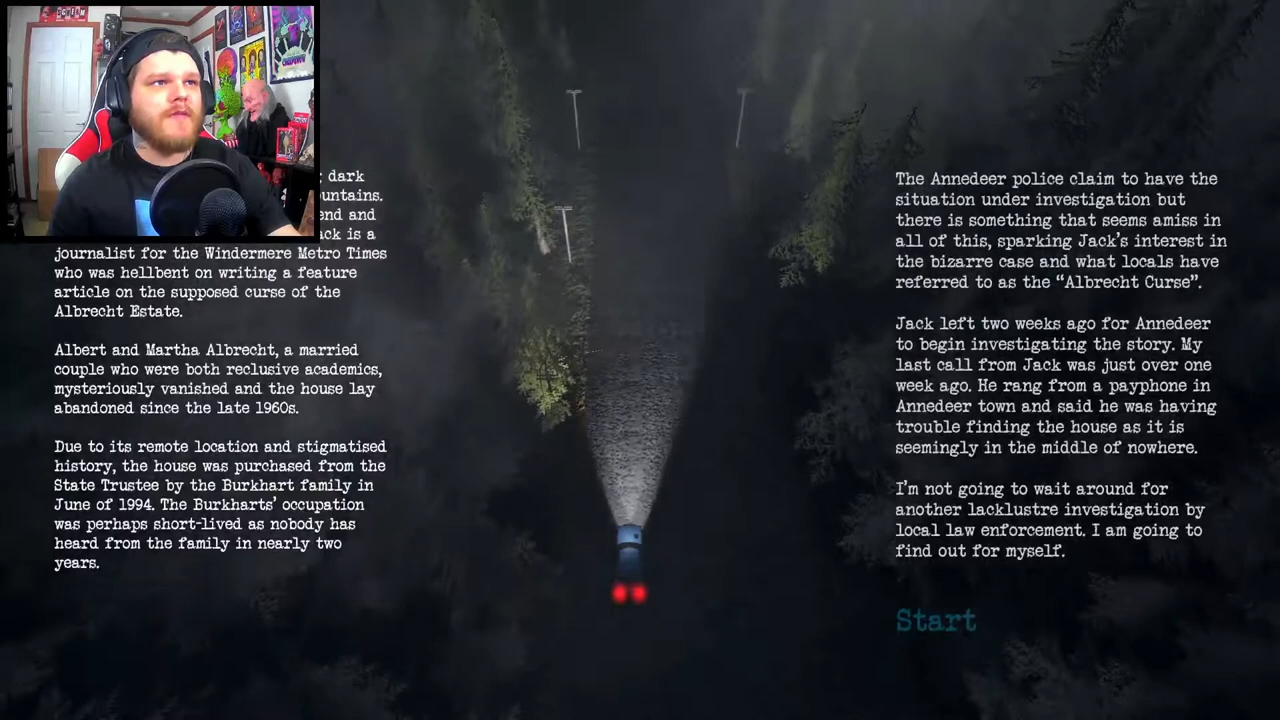 SCREAM
dark
untains.
end and
ack is a
journalist for the Windermere Metro Times
who was hellbent on writing a feature
article on the supposed curse of the
Albrecht Estate.
Albert and Martha Albrecht, a married
couple who were both reclusive academics,
mysteriously vanished and the house lay
abandoned since the late 1960s.
Due to its remote location and stigmatised
history, the house was purchased from the
State Trustee by the Burkhart family in
June of 1994. The Burkharts' occupation
was perhaps short-lived as nobody has
heard from the family in nearly two
years.
The Annedeer police claim to have the
situation under investigation but
there is something that seems amiss in
all of this, sparking Jack's interest in
the bizarre case and what locals have
referred to as the “Albrecht Curse”.
Jack left two weeks ago for Annedeer
to begin investigating the story. My
last call from Jack was just over one
week ago. He rang from a payphone in
Annedeer town and said he was having
trouble finding the house as it is
seemingly in the middle of nowhere.
I'm not going to wait around for
another lacklustre investigation by
local law enforcement. I am going to
find out for myself.
Start